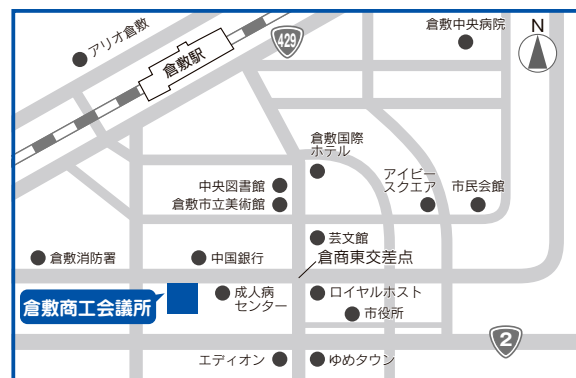 アリオ倉敷
倉敷駅
429
倉敷中央病院
N
倉敷国際
ホテル
中央図書館
倉敷市立美術館
アイビー
スクエア
市民会館
芸文館
倉敷消防署
中国銀行
倉商東交差点
倉敷商工会議所
成人病
センター
ロイヤルホスト
市役所
2
エディオン
ゆめタウン